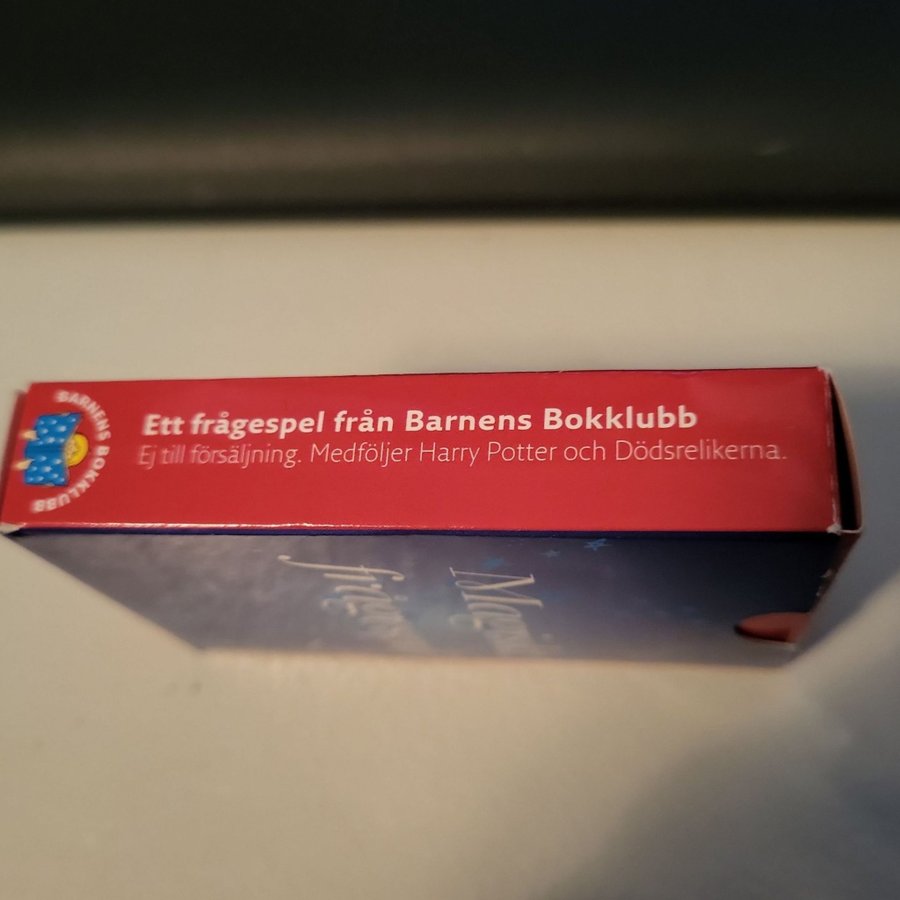 BARNENS BOKKLUBB
Ett frågespel från Barnens Bokklubb
Ej till försäljning. Medföljer Harry Potter och Dödsrelikerna.